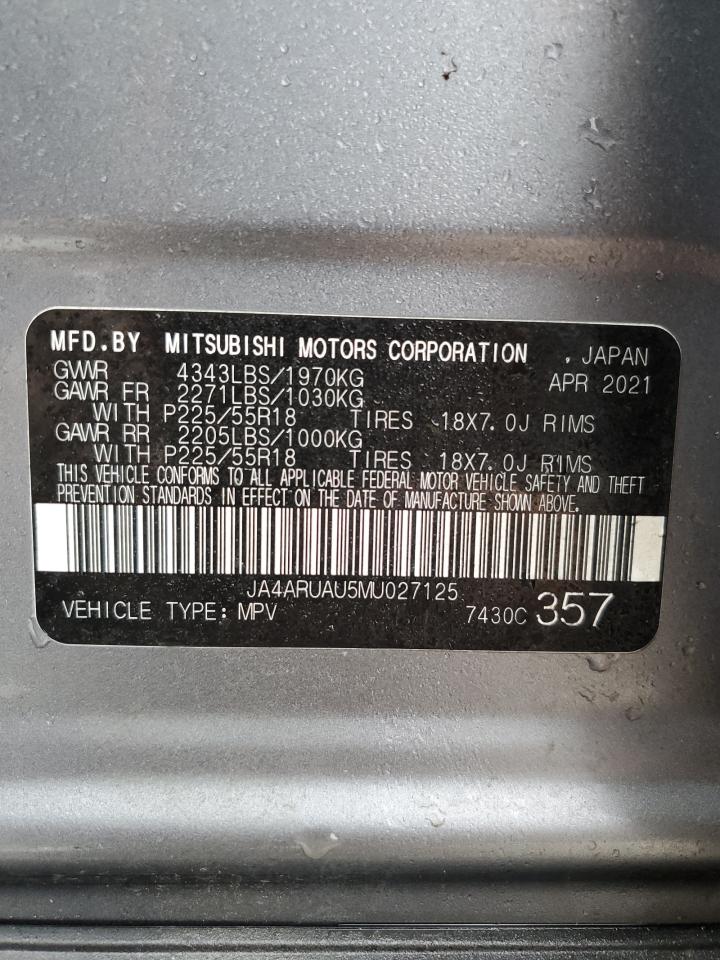 MFD.BY MITSUBISHI MOTORS CORPORATION , JAPAN
GVWR 4343LBS/1970KG APR 2021
GAWR FR 2271LBS/1030KG
WITH P225/55R18 TIRES 18X7.0J RIMS
GAWR RR 2205LBS/1000KG
WITH P225/55R18 TIRES 18X7.0J RIMS
THIS VEHICLE CONFORMS TO ALL APPLICABLE FEDERAL MOTOR VEHICLE SAFETY AND THEFT
PREVENTION STANDARDS IN EFFECT ON THE DATE OF MANUFACTURE SHOWN ABOVE.
JA4ARUAU5MU027125
VEHICLE TYPE: MPV 7430C 357